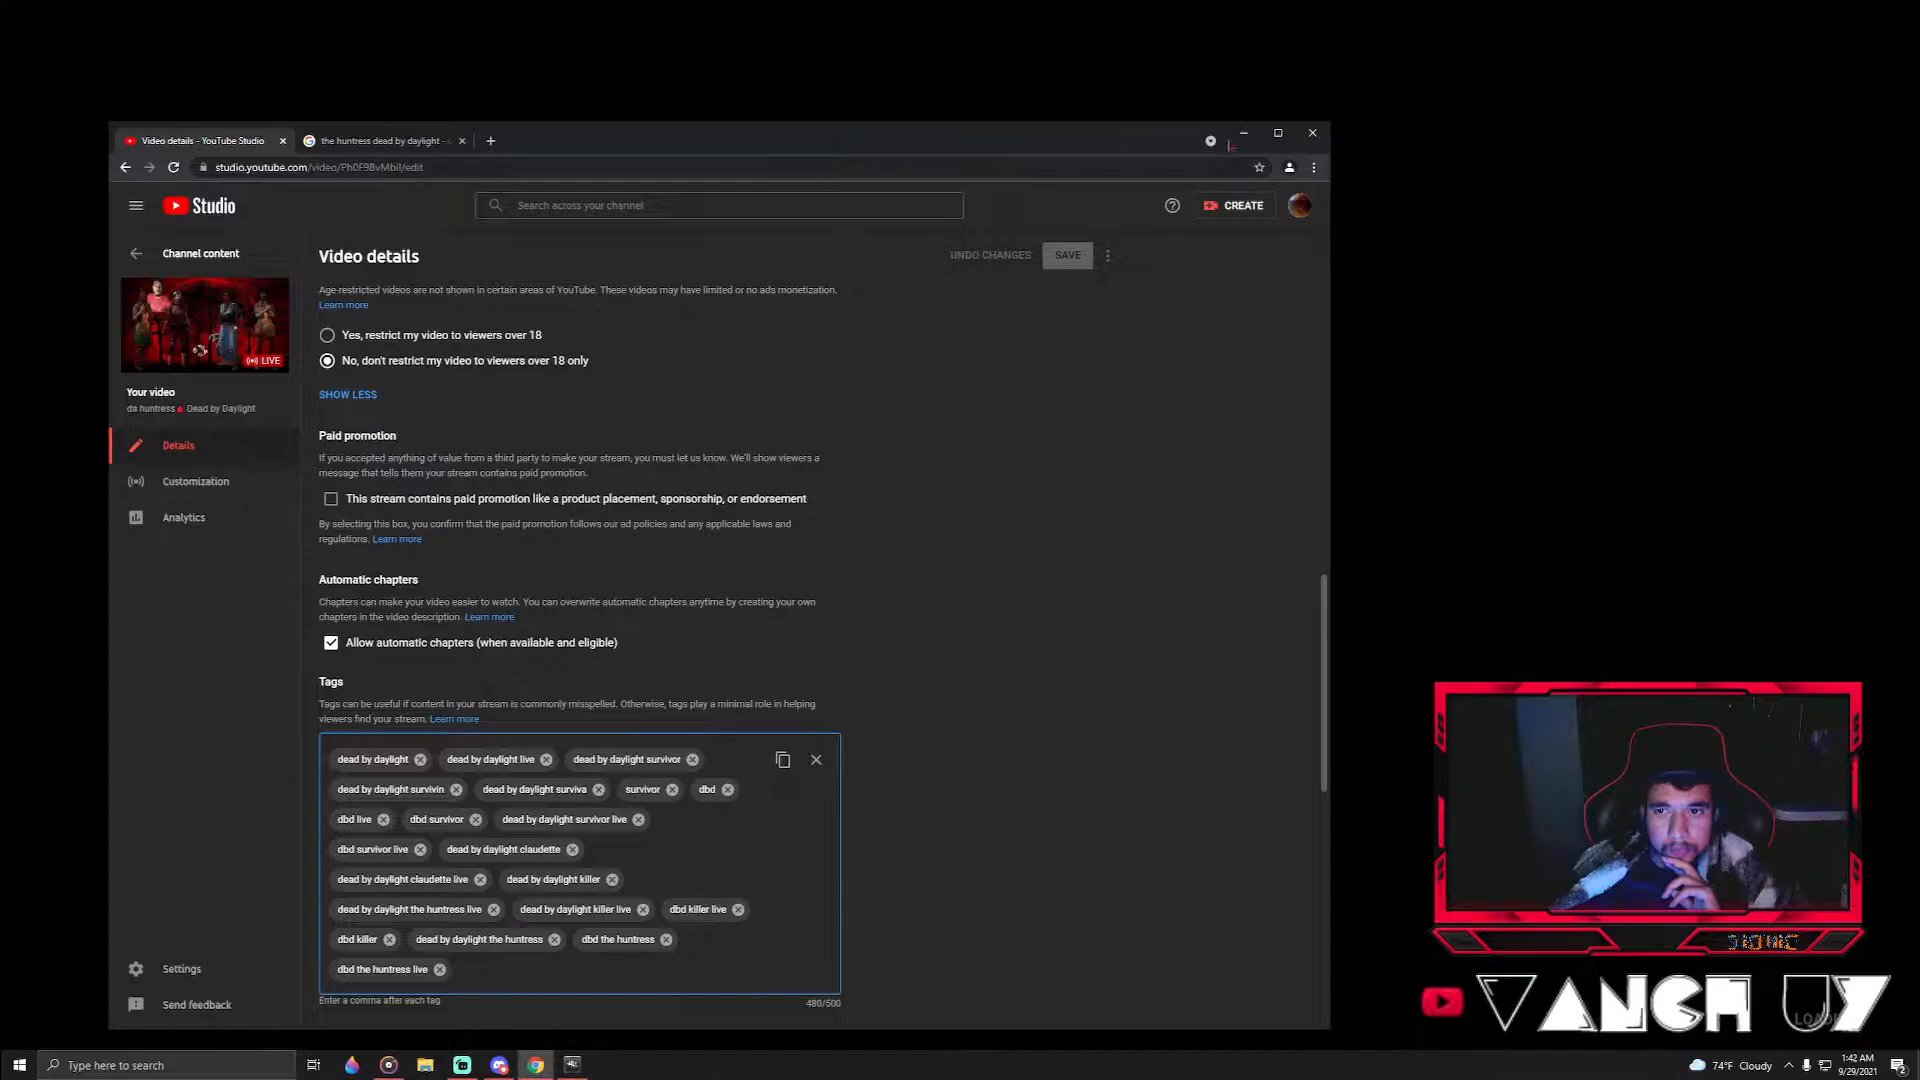 Video details - YouTube Studio
the huntress dead by daylight -
studio.youtube.com/video/Ph0F9BvMbiI/edit
Studio
Search across your channel
CREATE
Channel content
Video details
UNDO CHANGES
SAVE
LIVE
Your video
da huntress Dead by Daylight
Details
Customization
Analytics
Settings
Send feedback
Age-restricted videos are not shown in certain areas of YouTube. These videos may have limited or no ads monetization.
Learn more
Yes, restrict my video to viewers over 18
No, don't restrict my video to viewers over 18 only
SHOW LESS
Paid promotion
If you accepted anything of value from a third party to make your stream, you must let us know. We'll show viewers a
message that tells them your stream contains paid promotion.
This stream contains paid promotion like a product placement, sponsorship, or endorsement
By selecting this box, you confirm that the paid promotion follows our ad policies and any applicable laws and
regulations. Learn more
Automatic chapters
Chapters can make your video easier to watch. You can overwrite automatic chapters anytime by creating your own
chapters in the video description. Learn more
Allow automatic chapters (when available and eligible)
Tags
Tags can be useful if content in your stream is commonly misspelled. Otherwise, tags play a minimal role in helping
viewers find your stream. Learn more
dead by daylight dead by daylight live dead by daylight survivor
dead by daylight survivin dead by daylight surviva survivor dbd
dbd live dbd survivor dead by daylight survivor live
dbd survivor live dead by daylight claudette
dead by daylight claudette live dead by daylight killer
dead by daylight the huntress live dead by daylight killer live dbd killer live
dbd killer dead by daylight the huntress dbd the huntress
dbd the huntress live
Enter a comma after each tag
480/500
VANCH UY
Type here to search
74°F Cloudy
1:42 AM
9/29/2021
2